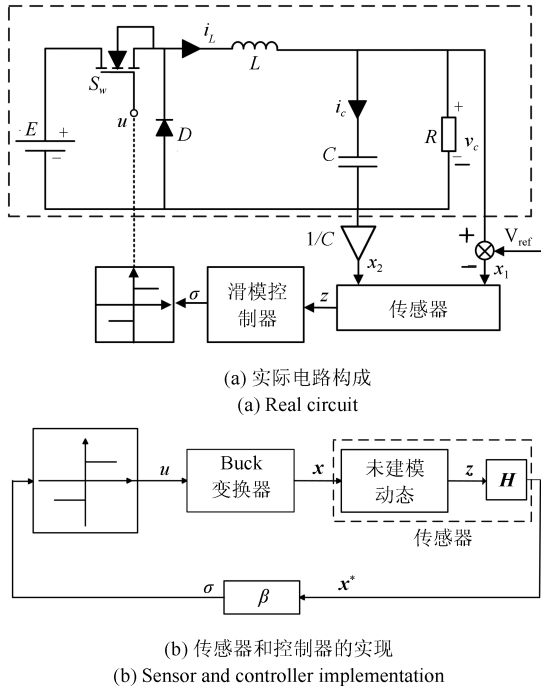 i_L
L
S_w
E
+
−
u
D
i_c
C
R
+
v_c
−
1/C
+
V_ref
−
x_2
x_1
σ
滑模控
制器
z
传感器
(a) 实际电路构成
(a) Real circuit
u
Buck
变换器
x
未建模
动态
z
H
传感器
σ
β
x*
(b) 传感器和控制器的实现
(b) Sensor and controller implementation